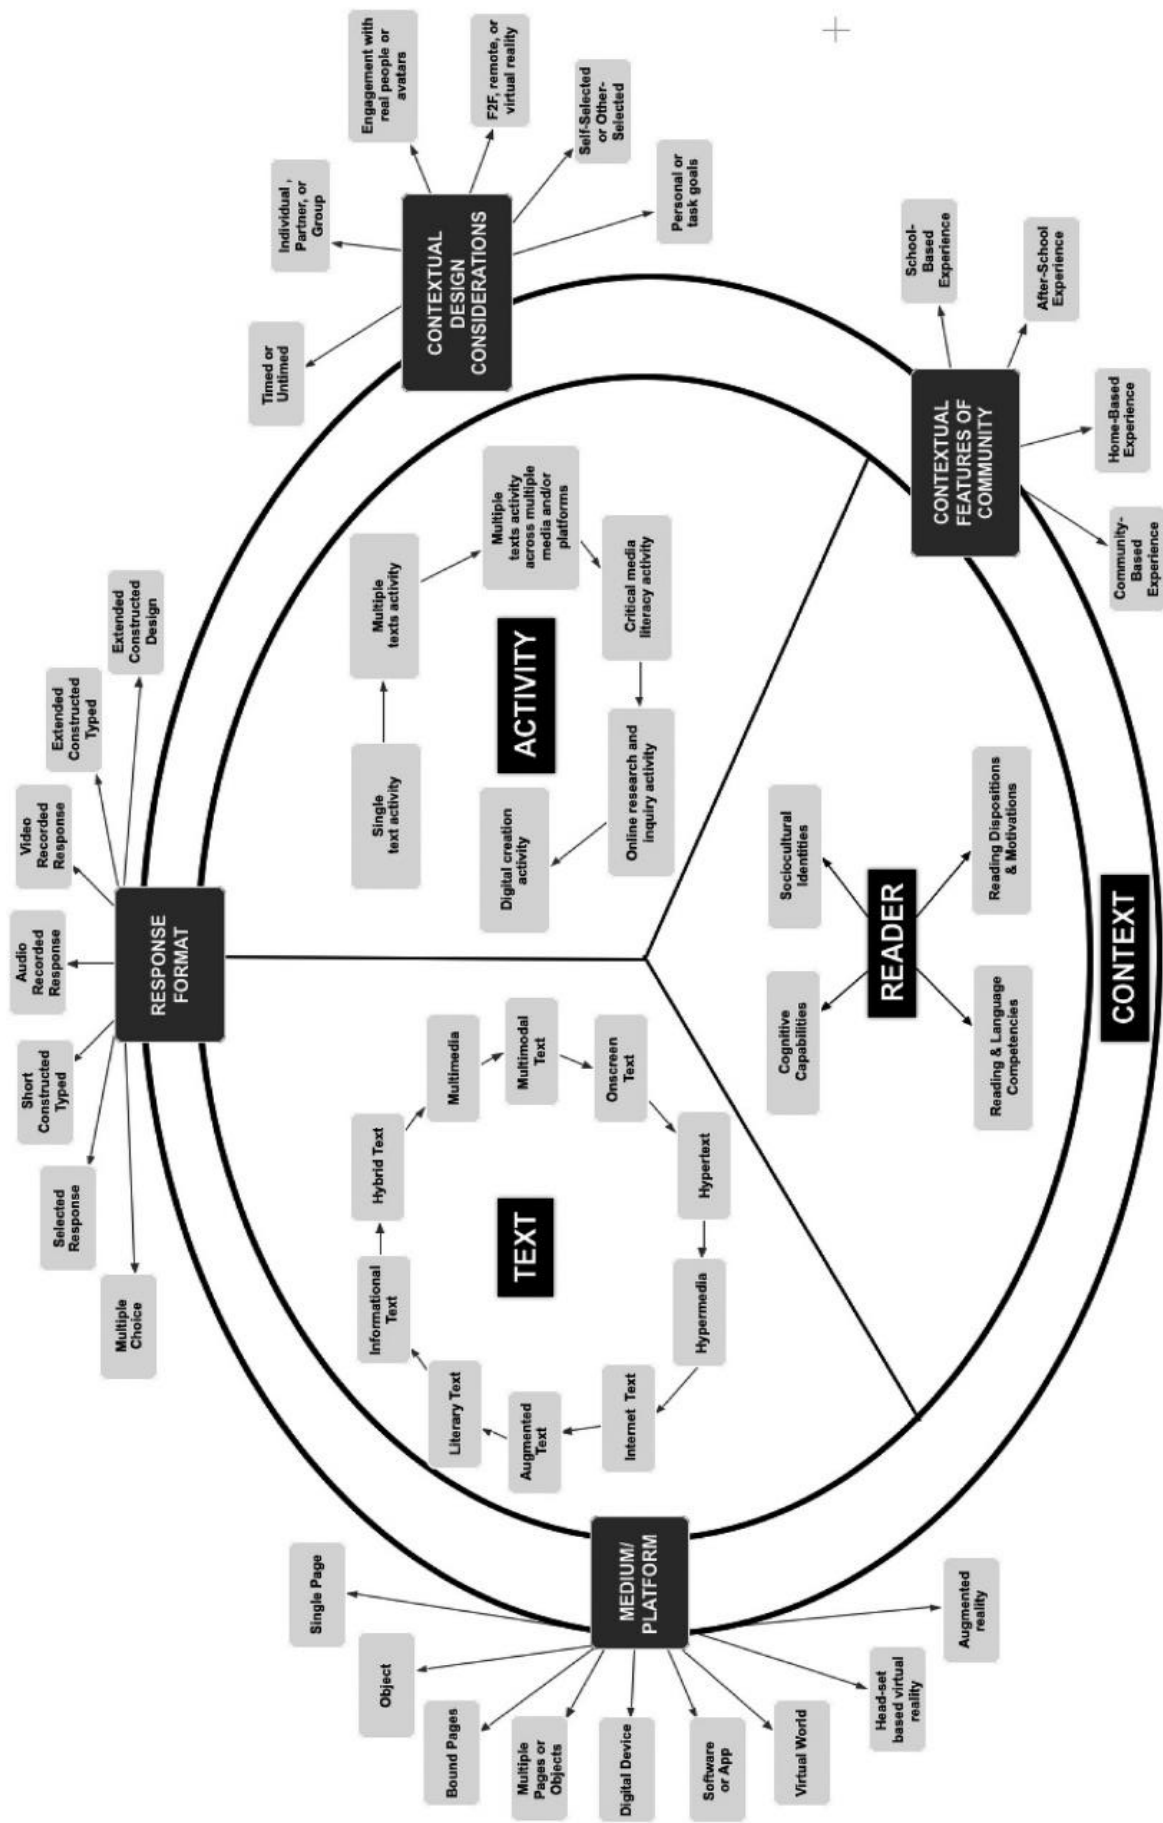 Multiple
Choice
Selected
Response
Short
Constructed
Typed
Audio
Recorded
Response
Video
Recorded
Response
Extended
Constructed
Typed
Extended
Constructed
Design
RESPONSE
FORMAT
Timed or
Untimed
Individual ,
Partner, or
Group
Engagement with
real people or
avatars
F2F, remote, or
virtual reality
Self-Selected
or Other-
Selected
Personal or
task goals
CONTEXTUAL
DESIGN
CONSIDERATIONS
Single Page
Object
Bound Pages
Multiple
Pages or
Objects
Digital Device
Software
or App
Virtual World
Head-set
based virtual
reality
Augmented
reality
MEDIUM/
PLATFORM
TEXT
Literary Text
Informational
Text
Hybrid Text
Multimedia
Multimodal
Text
Onscreen
Text
Hypertext
Hypermedia
Internet Text
Augmented
Text
ACTIVITY
Single
text activity
Multiple
texts activity
Multiple
texts activity
across multiple
media and/or
platforms
Critical media
literacy activity
Online research and
inquiry activity
Digital creation
activity
READER
Cognitive
Capabilities
Sociocultural
Identities
Reading & Language
Competencies
Reading Dispositions
& Motivations
CONTEXTUAL
FEATURES OF
COMMUNITY
School-
Based
Experience
After-School
Experience
Home-Based
Experience
Community-
Based
Experience
CONTEXT